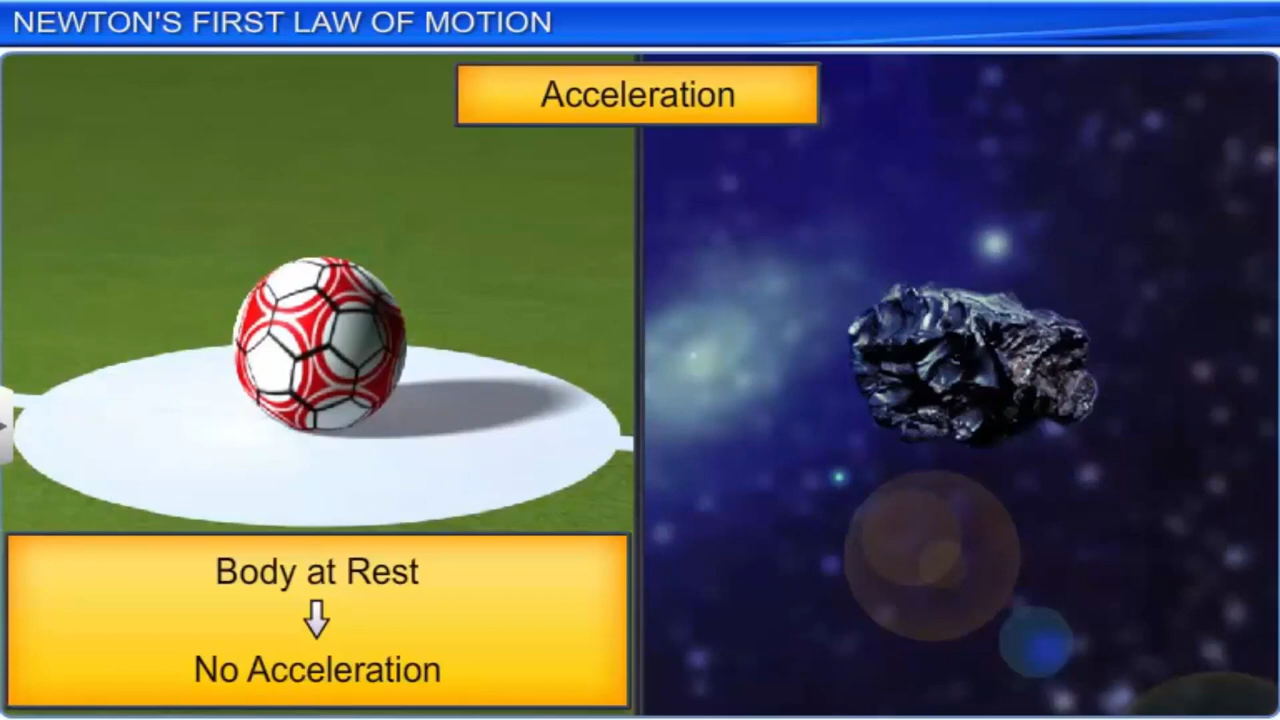 NEWTON'S FIRST LAW OF MOTION
Acceleration
Body at Rest
No Acceleration